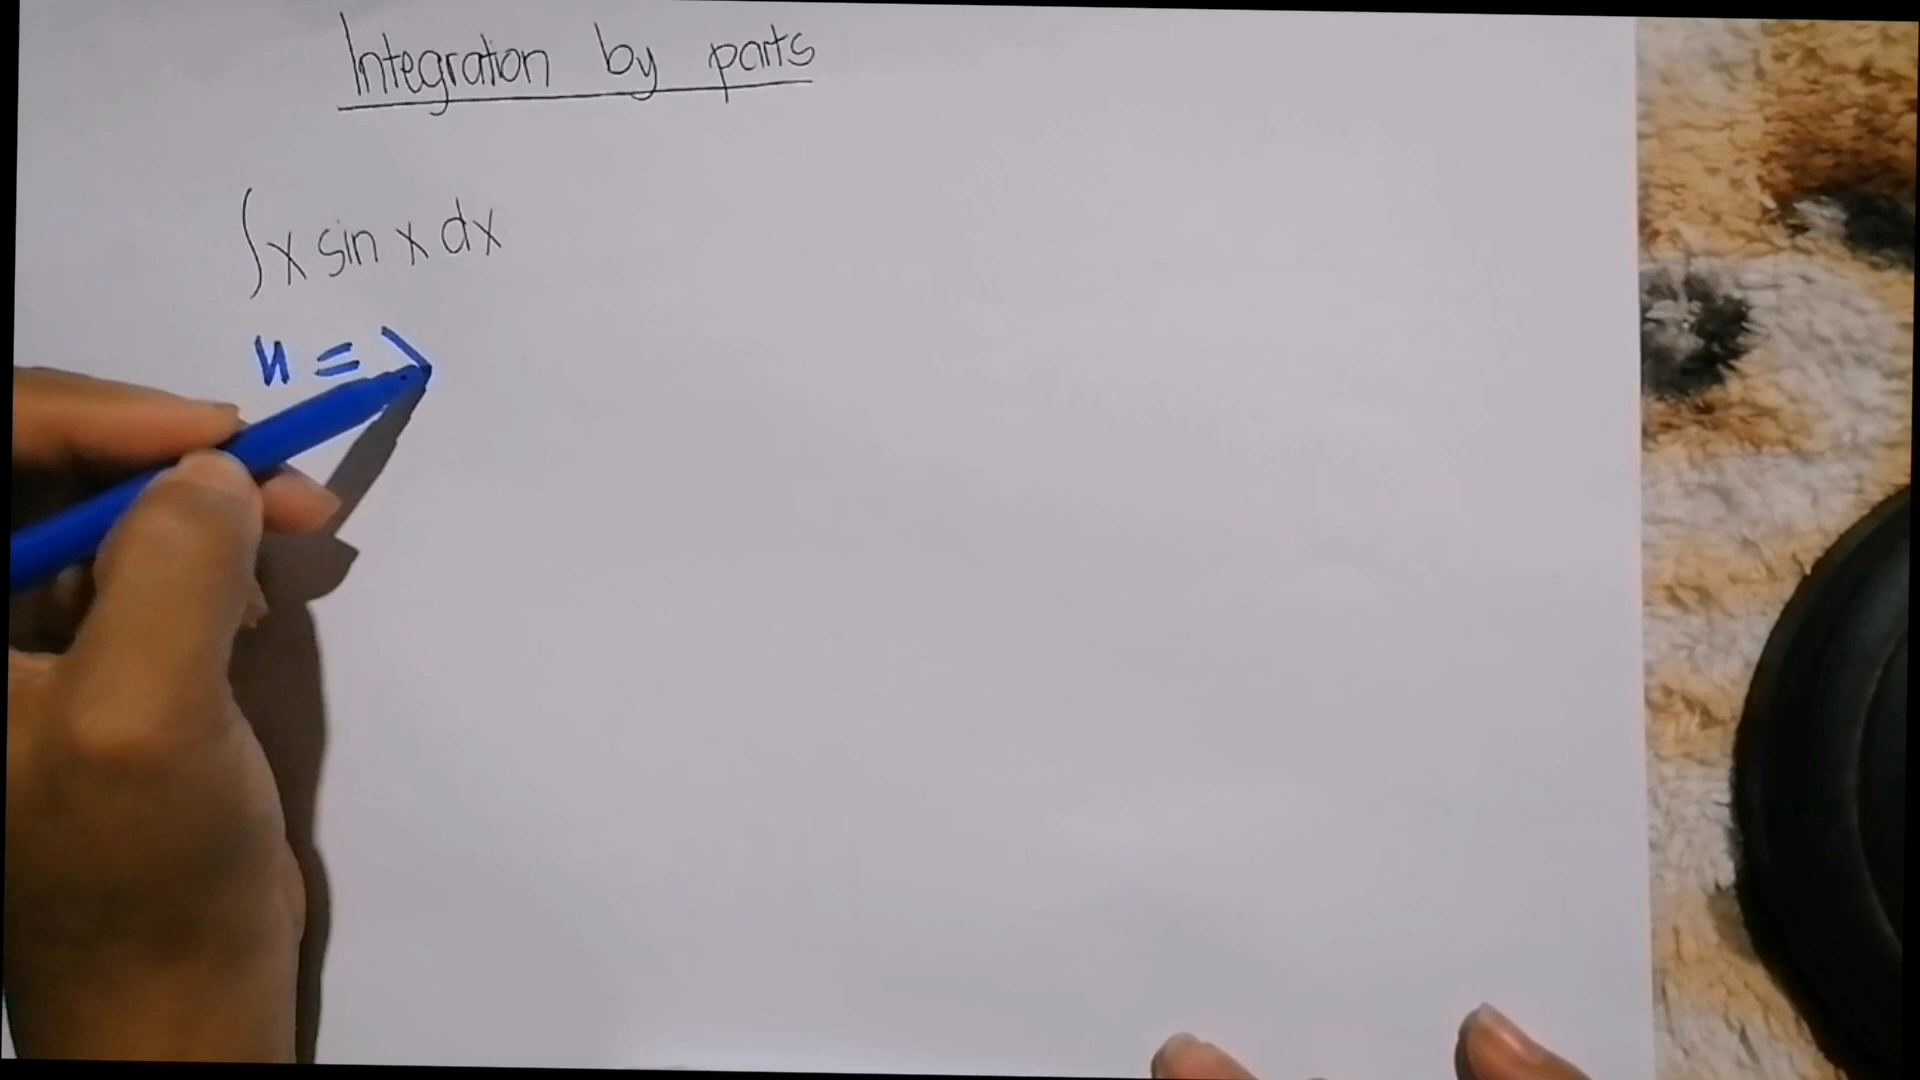 Integration by parts
∫x sin x dx
u =